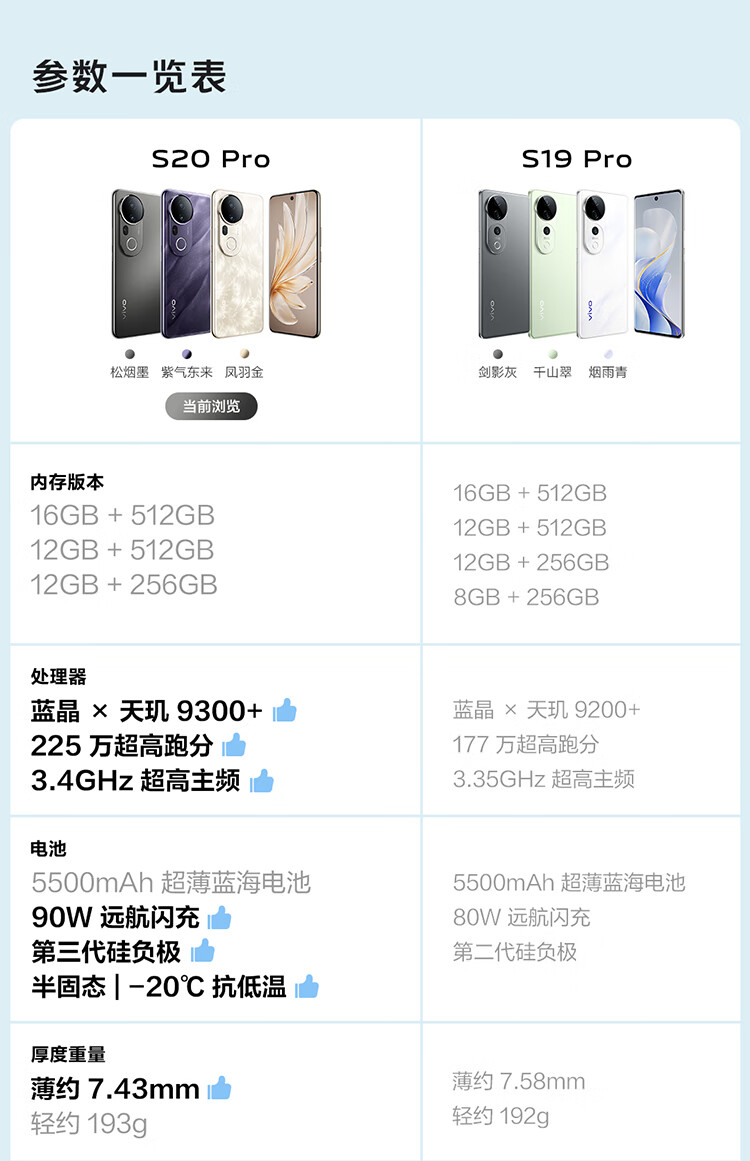 参数一览表
S20 Pro
vivo
vivo
松烟墨 紫气东来 凤羽金
当前浏览
S19 Pro
vivo
vivo
vivo
剑影灰 千山翠 烟雨青
内存版本
16GB + 512GB
12GB + 512GB
12GB + 256GB
16GB + 512GB
12GB + 512GB
12GB + 256GB
8GB + 256GB
处理器
蓝晶 × 天玑 9300+
225 万超高跑分
3.4GHz 超高主频
蓝晶 × 天玑 9200+
177 万超高跑分
3.35GHz 超高主频
电池
5500mAh 超薄蓝海电池
90W 远航闪充
第三代硅负极
半固态 | -20℃ 抗低温
5500mAh 超薄蓝海电池
80W 远航闪充
第二代硅负极
厚度重量
薄约 7.43mm
轻约 193g
薄约 7.58mm
轻约 192g